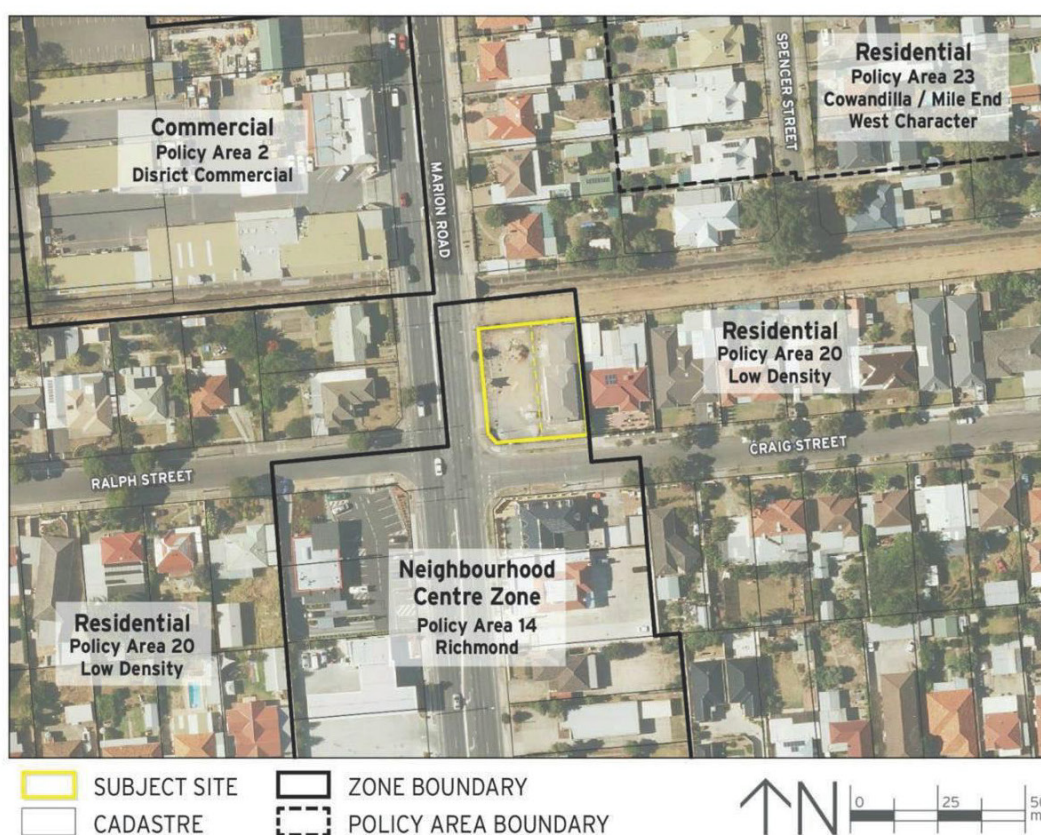 Residential
Policy Area 23
Cowandilla / Mile End
West Character
SPENCER STREET
Commercial
Policy Area 2
Disrict Commercial
MARION ROAD
Residential
Policy Area 20
Low Density
CRAIG STREET
RALPH STREET
Neighbourhood
Centre Zone
Policy Area 14
Richmond
Residential
Policy Area 20
Low Density
SUBJECT SITE
CADASTRE
ZONE BOUNDARY
POLICY AREA BOUNDARY
N
0 25 50
m